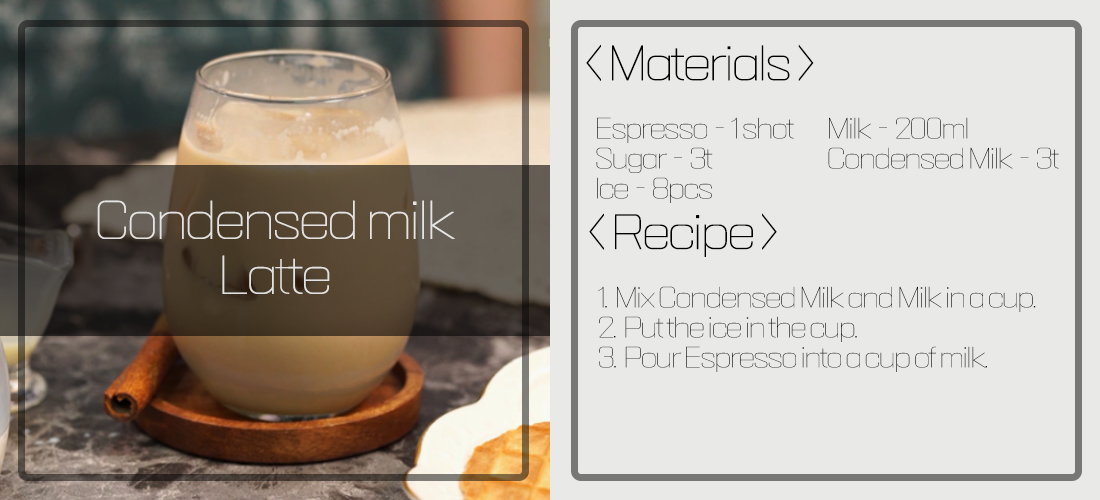 Condensed milk
Latte
〈Materials〉
Espresso - 1shot
Sugar - 3t
Ice - 8pcs
Milk - 200ml
Condensed Milk - 3t
〈Recipe〉
1. Mix Condensed Milk and Milk in a cup.
2. Put the ice in the cup.
3. Pour Espresso into a cup of milk.